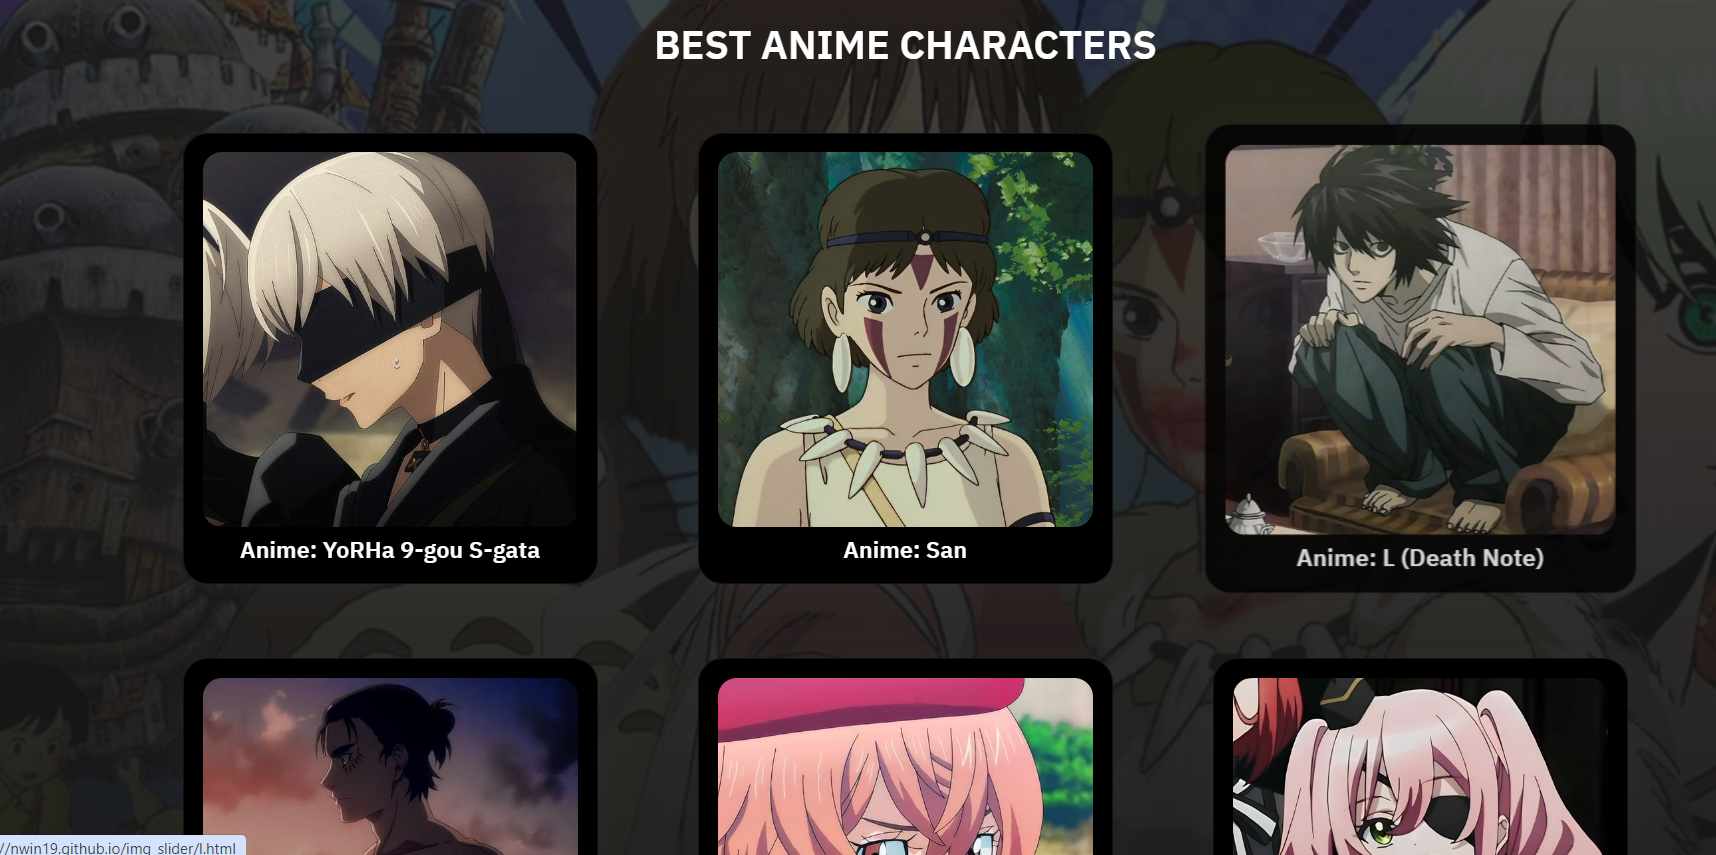 BEST ANIME CHARACTERS
Anime: YoRHa 9-gou S-gata
Anime: San
Anime: L (Death Note)
//nwin19.github.io/img_slider/l.html